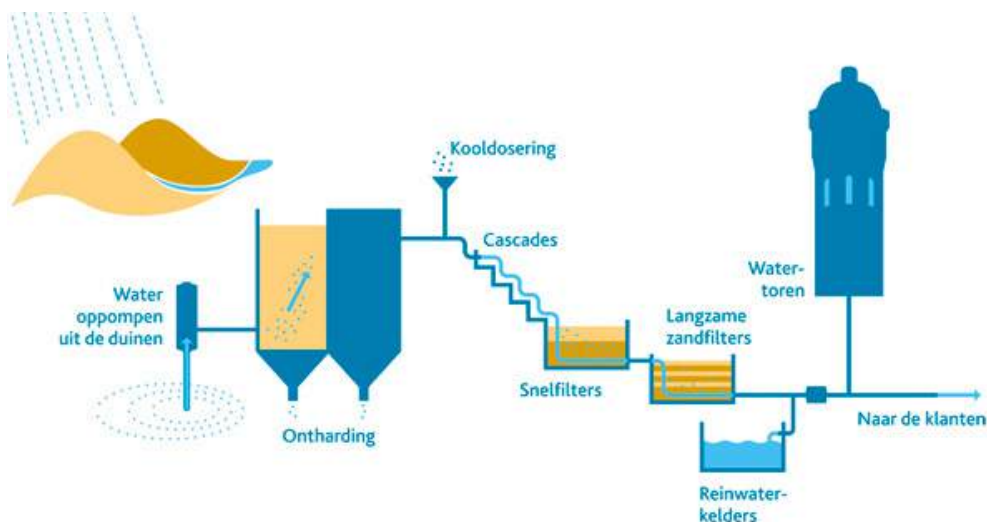 Kooldosering
Cascades
Water
oppompen
uit de duinen
Ontharding
Snelfilters
Langzame
zandfilters
Water-
toren
Naar de klanten
Reinwater-
kelders